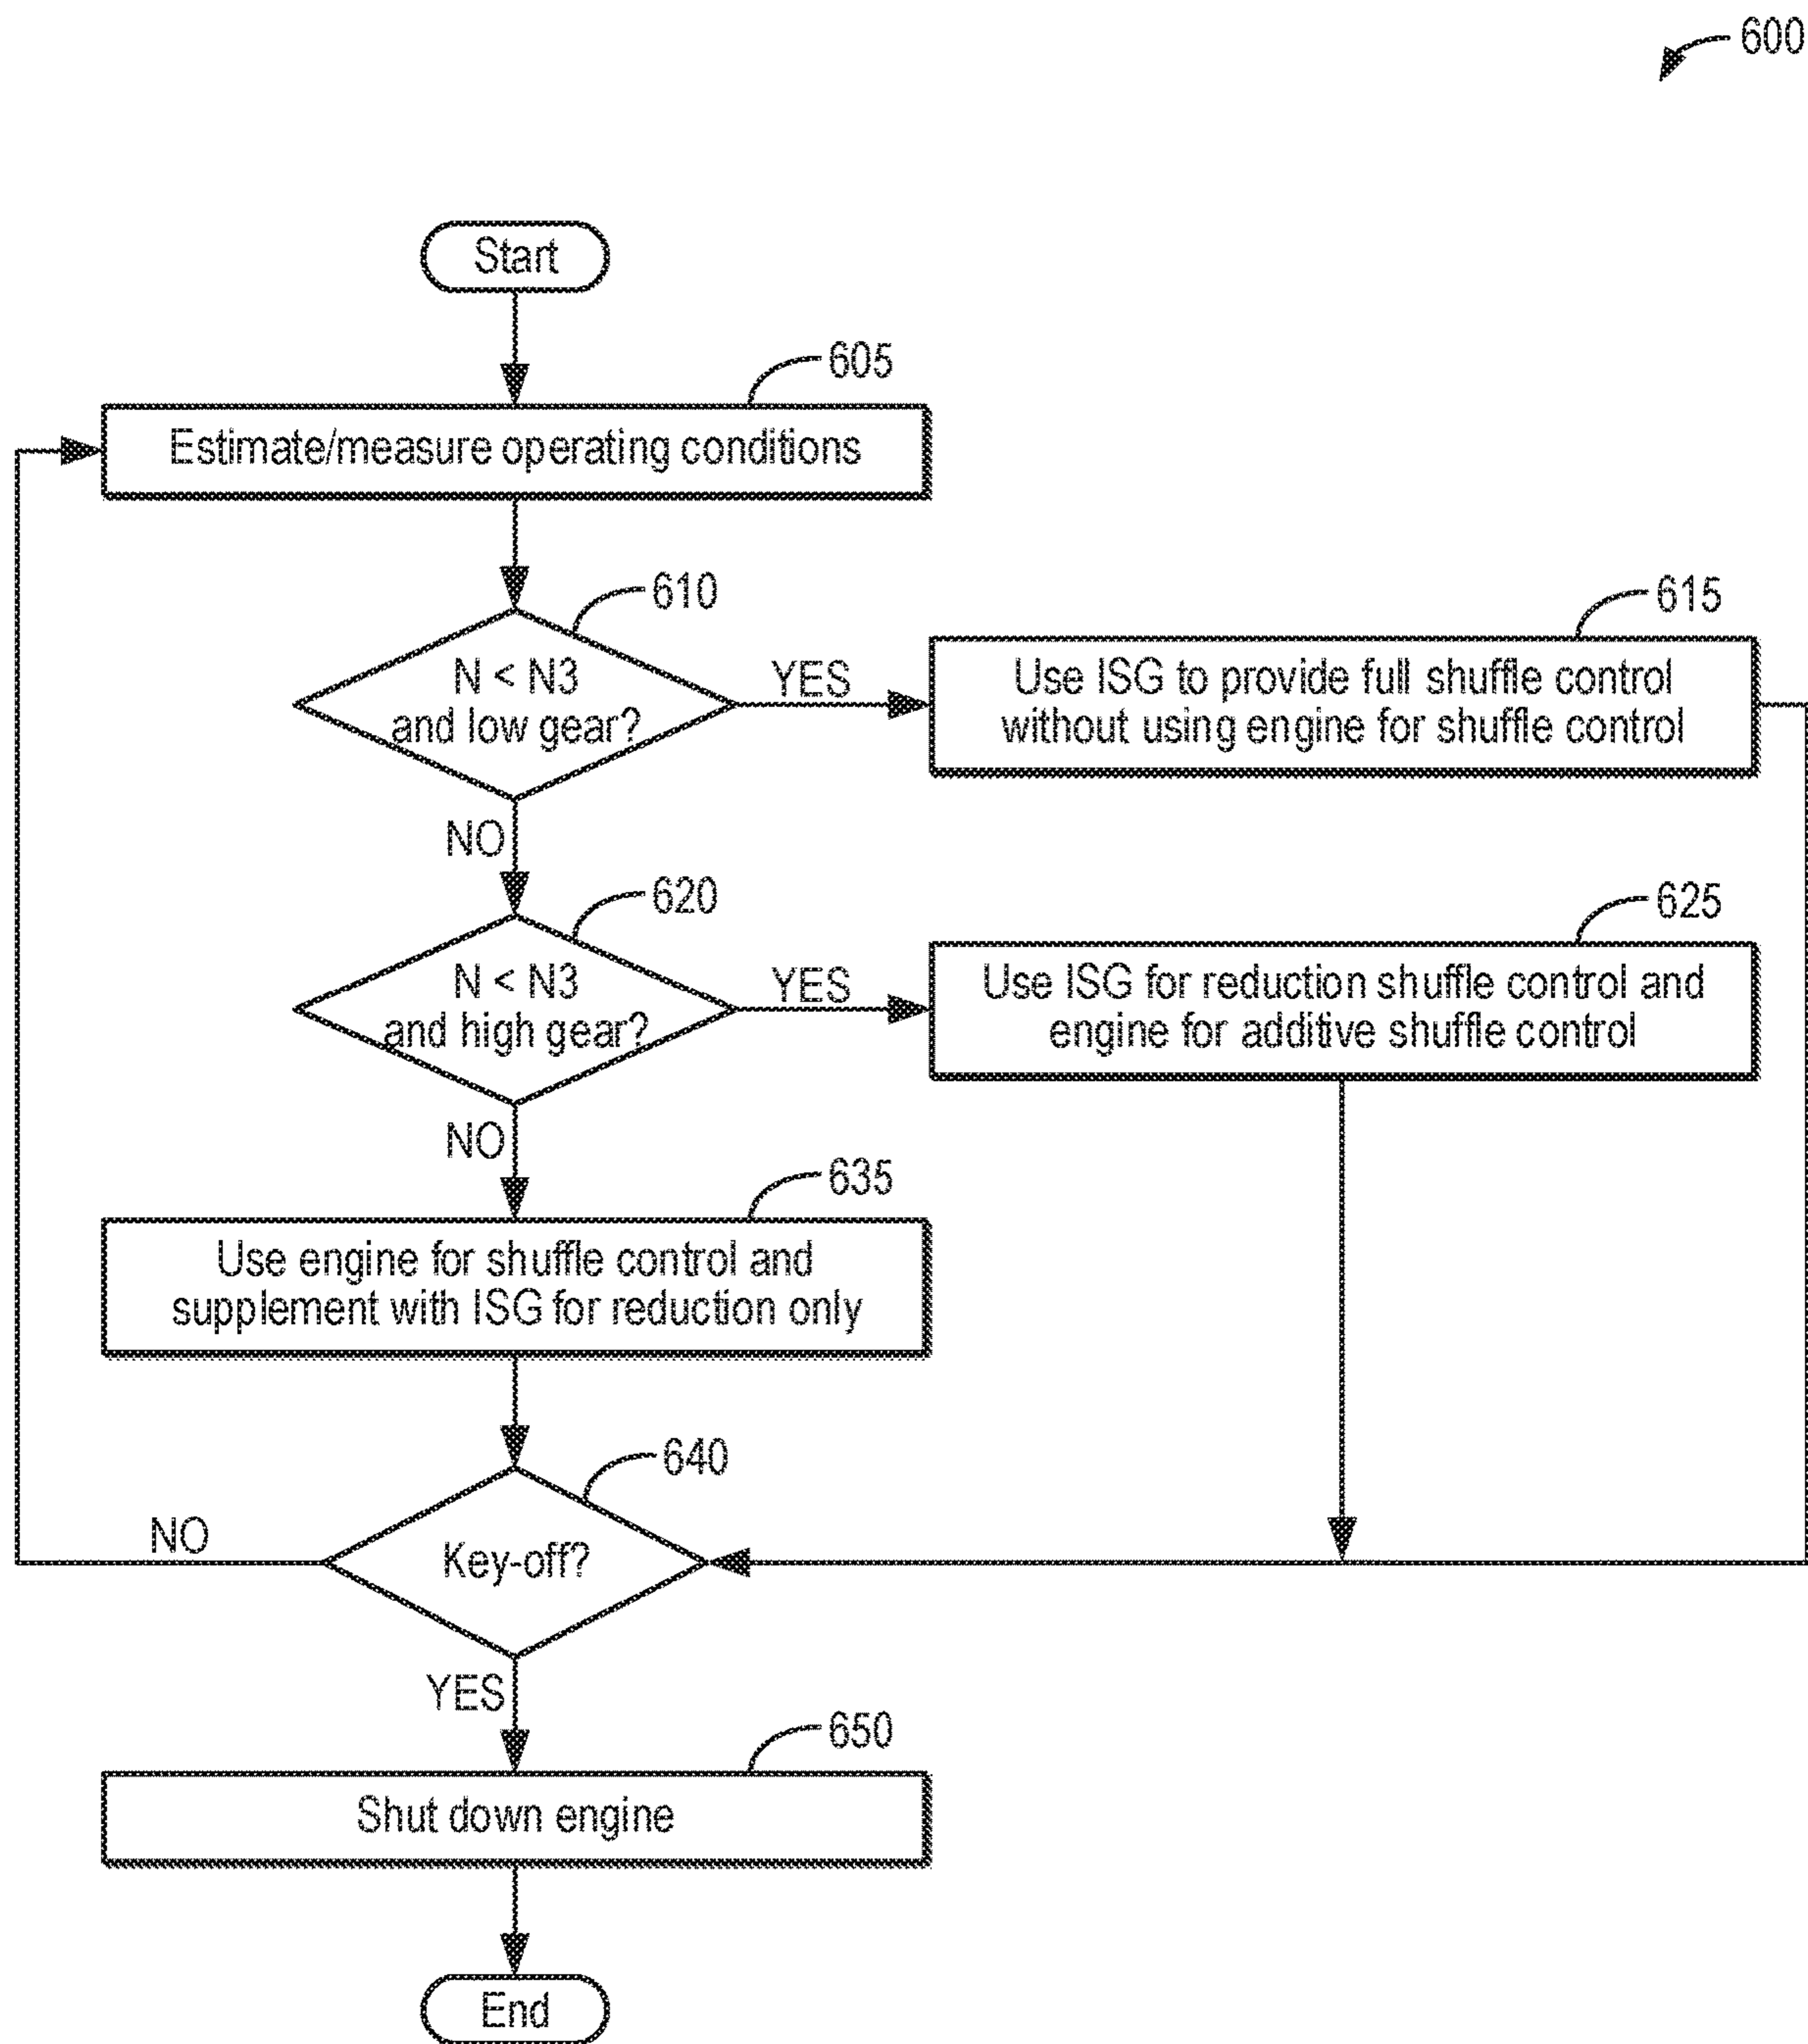 600
Start
605
Estimate/measure operating conditions
610
N < N3
and low gear?
YES
615
Use ISG to provide full shuffle control
without using engine for shuffle control
NO
620
N < N3
and high gear?
YES
625
Use ISG for reduction shuffle control and
engine for additive shuffle control
NO
635
Use engine for shuffle control and
supplement with ISG for reduction only
640
NO
Key-off?
YES
650
Shut down engine
End